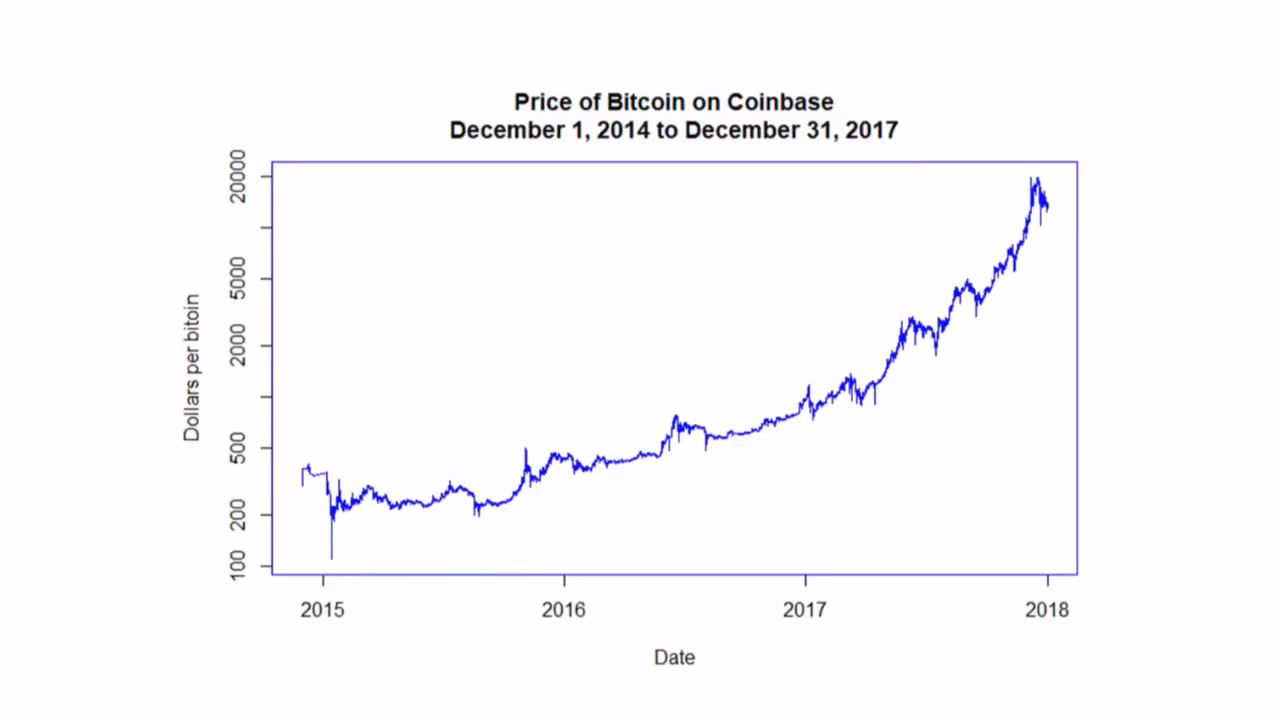 Price of Bitcoin on Coinbase
December 1, 2014 to December 31, 2017
Dollars per bitoin
20000
5000
2000
500
200
100
2015 2016 2017 2018
Date